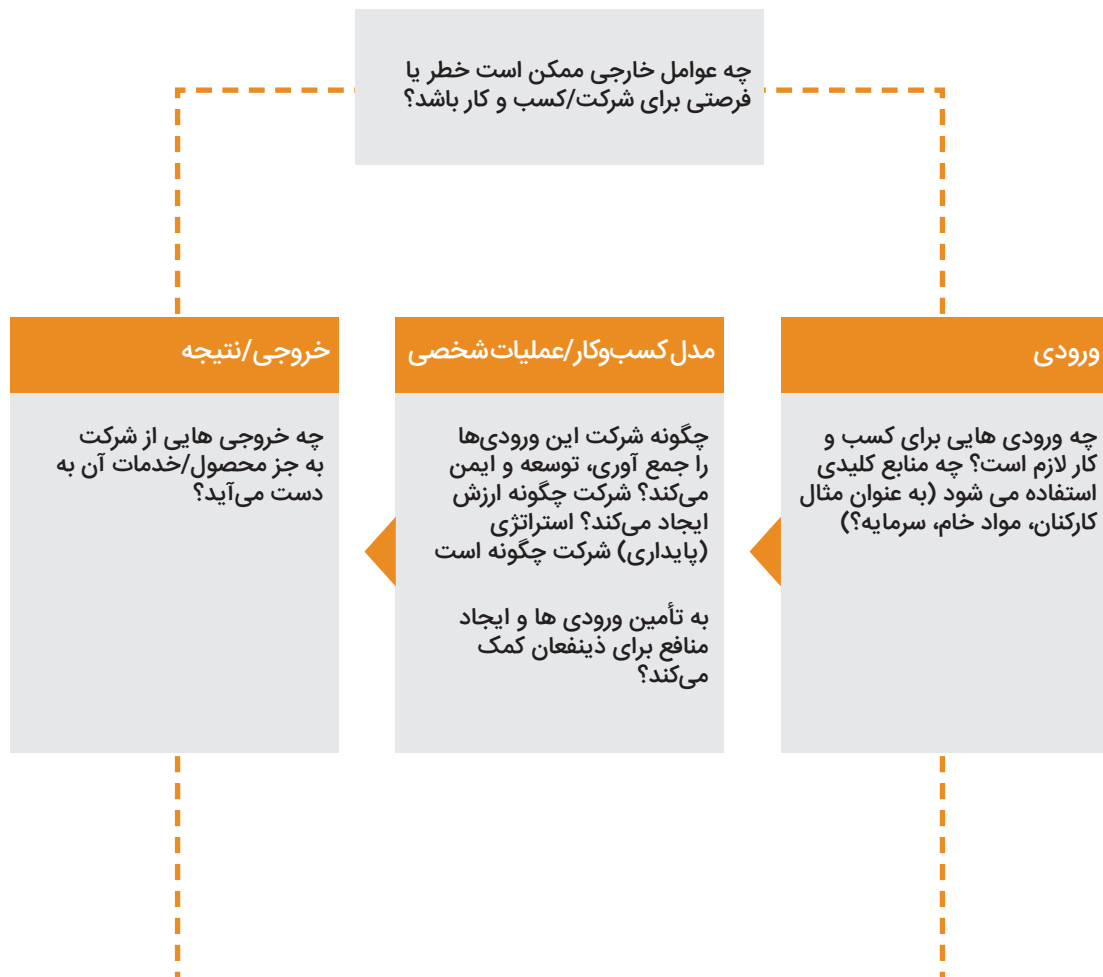 چه عوامل خارجی ممکن است خطر یا
فرصتی برای شرکت/کسب و کار باشد؟
ورودی
چه ورودی هایی برای کسب و
کار لازم است؟ چه منابع کلیدی
استفاده می شود (به عنوان مثال
کارکنان، مواد خام، سرمایه؟)
مدل کسب‌وکار/عملیات شخصی
چگونه شرکت این ورودی‌ها
را جمع آوری، توسعه و ایمن
می‌کند؟ شرکت چگونه ارزش
ایجاد می‌کند؟ استراتژی
(پایداری) شرکت چگونه است
به تأمین ورودی ها و ایجاد
منافع برای ذینفعان کمک
می‌کند؟
خروجی/نتیجه
چه خروجی هایی از شرکت
به جز محصول/خدمات آن به
دست می‌آید؟